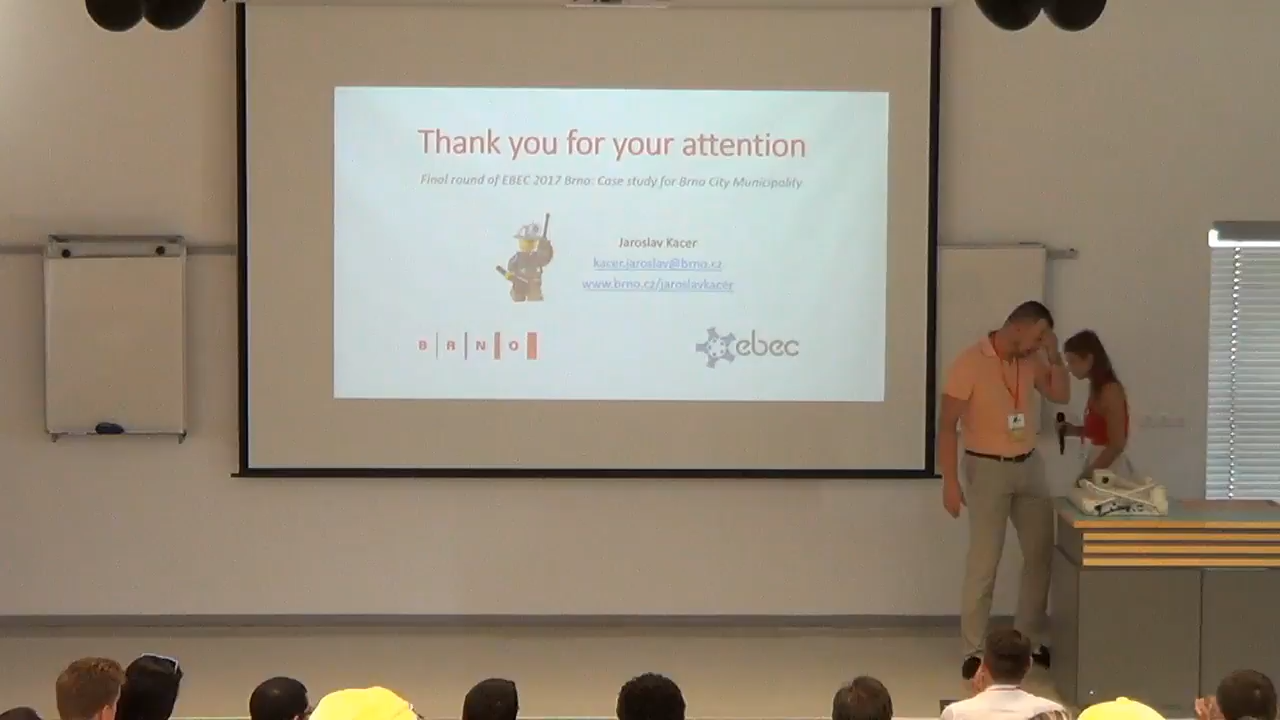 Thank you for your attention
Final round of EBEC 2017 Brno: Case study for Brno City Municipality
Jaroslav Kacer
kacer.jaroslav@brno.cz
www.brno.cz/jaroslavkacer
B R N O
ebec